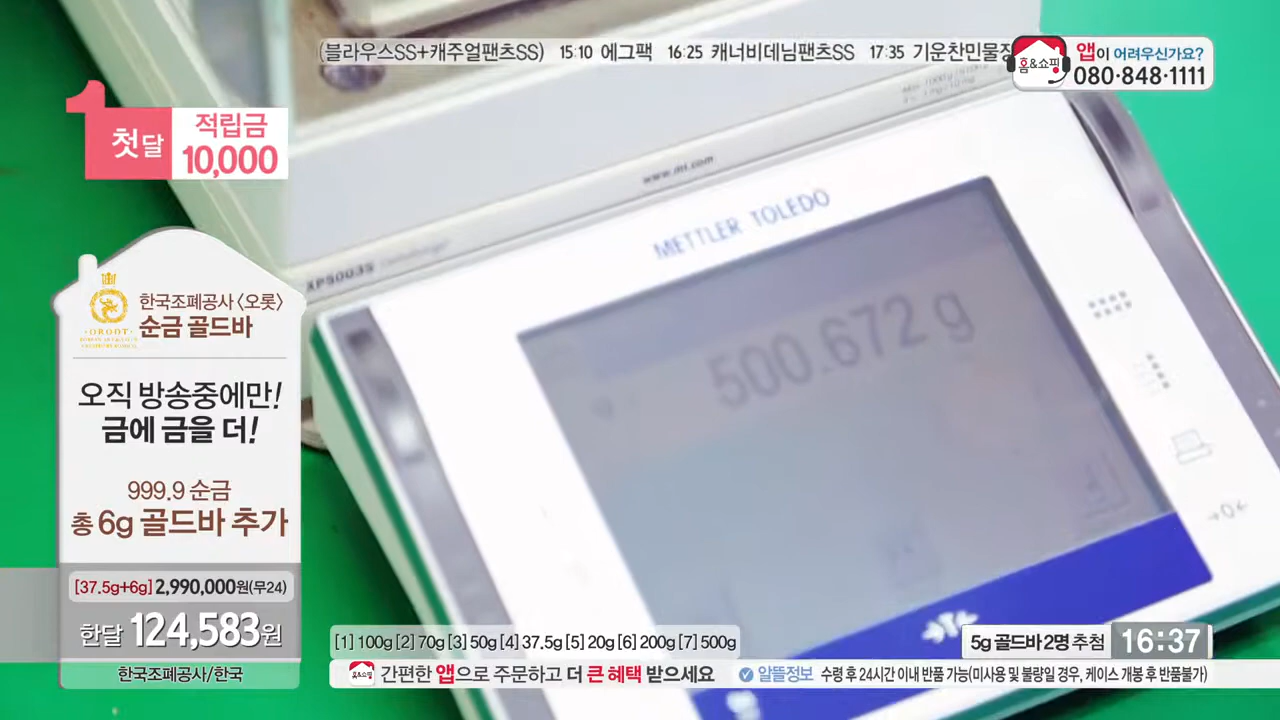 (블라우스SS+캐주얼팬츠SS) 15:10 에그팩 16:25 캐너비데님팬츠SS 17:35 기운찬민물장
홈&쇼핑
앱이 어려우신가요?
080·848·1111
1
첫달
적립금
10,000
www.mt.com
METTLER TOLEDO
XP5003S
500.672 g
→0←
→T←
·ORODT·
한국조폐공사 〈오롯〉
순금 골드바
오직 방송중에만!
금에 금을 더!
999.9 순금
총 6g 골드바 추가
[37.5g+6g] 2,990,000원(무24)
한달 124,583원
한국조폐공사/한국
[1] 100g [2] 70g [3] 50g [4] 37.5g [5] 20g [6] 200g [7] 500g
5g 골드바 2명 추첨 16:37
홈&쇼핑 간편한 앱으로 주문하고 더 큰 혜택 받으세요
알뜰정보 수령 후 24시간 이내 반품 가능(미사용 및 불량일 경우, 케이스 개봉 후 반품불가)